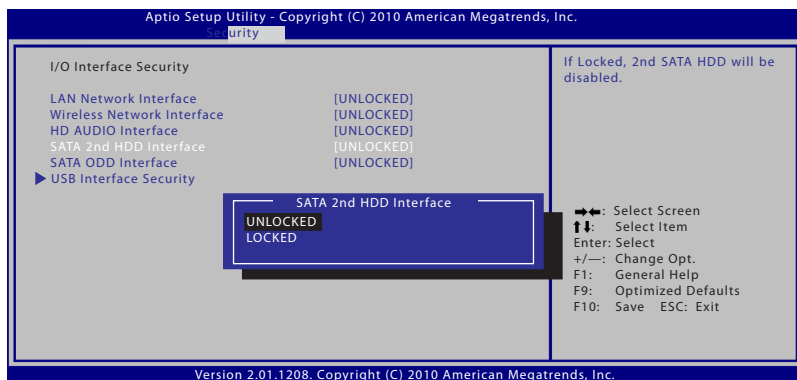 Aptio Setup Utility - Copyright (C) 2010 American Megatrends, Inc.
Security
I/O Interface Security
LAN Network Interface [UNLOCKED]
Wireless Network Interface [UNLOCKED]
HD AUDIO Interface [UNLOCKED]
SATA 2nd HDD Interface [UNLOCKED]
SATA ODD Interface [UNLOCKED]
USB Interface Security
SATA 2nd HDD Interface
UNLOCKED
LOCKED
If Locked, 2nd SATA HDD will be
disabled.
→←: Select Screen
↑↓: Select Item
Enter: Select
+/—: Change Opt.
F1: General Help
F9: Optimized Defaults
F10: Save ESC: Exit
Version 2.01.1208. Copyright (C) 2010 American Megatrends, Inc.